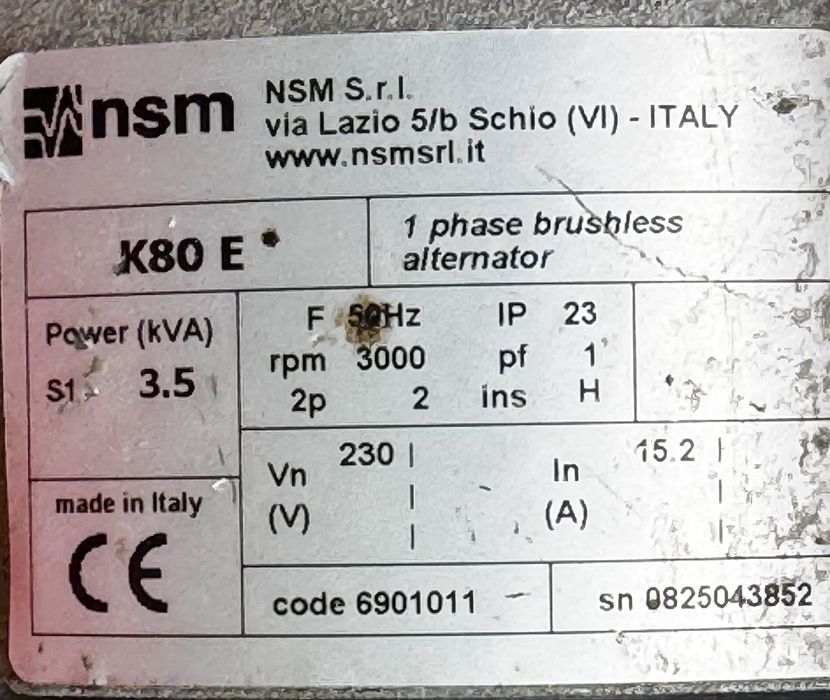 nsm
NSM S.r.l.
via Lazio 5/b Schio (VI) - ITALY
www.nsmsrl.it
K80 E
1 phase brushless
alternator
Power (kVA)
S1 3.5
F 50Hz IP 23
rpm 3000 pf 1
2p 2 ins H
Vn (V) 230
In (A) 15.2
made in Italy
CE
code 6901011 sn 0825043852